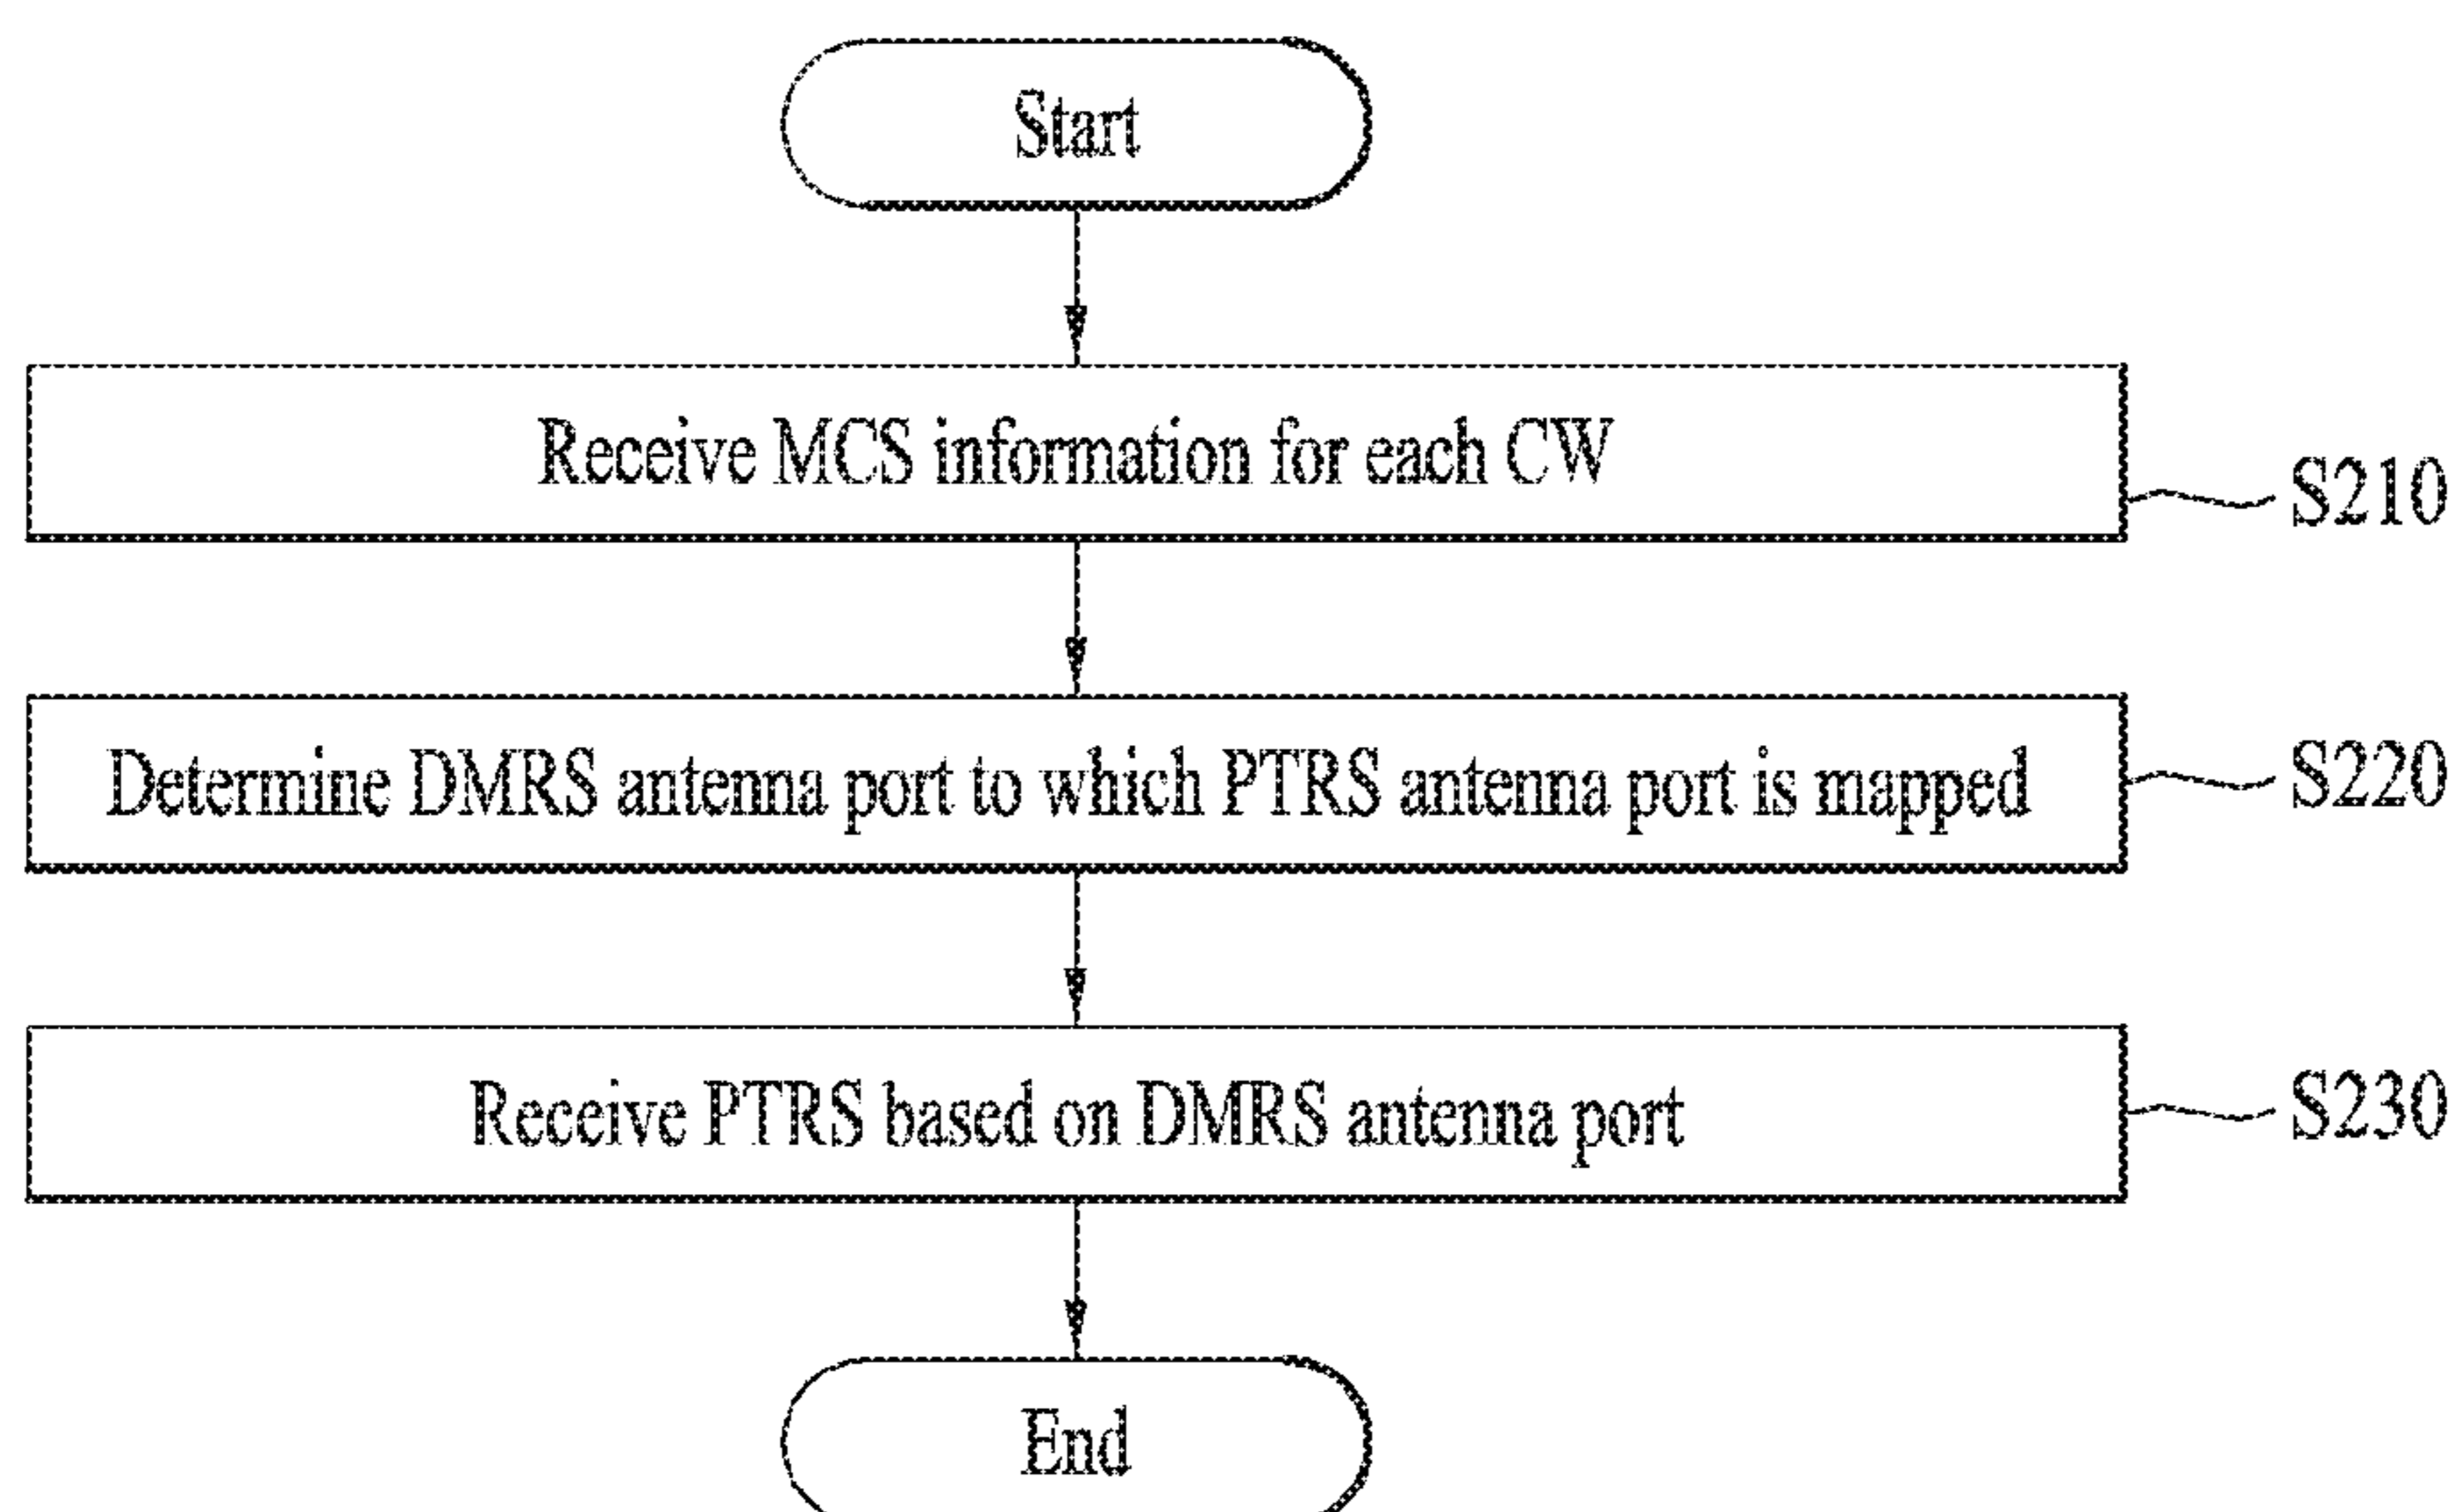 Start
Receive MCS information for each CW
S210
Determine DMRS antenna port to which PTRS antenna port is mapped
S220
Receive PTRS based on DMRS antenna port
S230
End